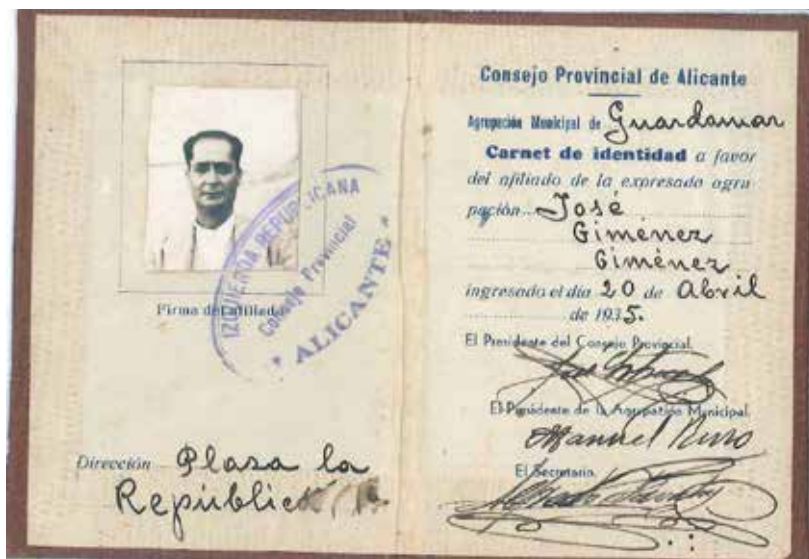 IZQUIERDA REPUBLICANA
Consejo Provincial
* ALICANTE *
Firma del afiliado
Dirección Plaza la
República
Consejo Provincial de Alicante
Agrupación Municipal de Guardamar
Carnet de identidad a favor
del afiliado de la expresada agru
pación José
Giménez
Giménez
ingresado el día 20 de Abril
de 1935.
El Presidente del Consejo Provincial.
El Presidente de la Agrupación Municipal.
Manuel
El Secretario.